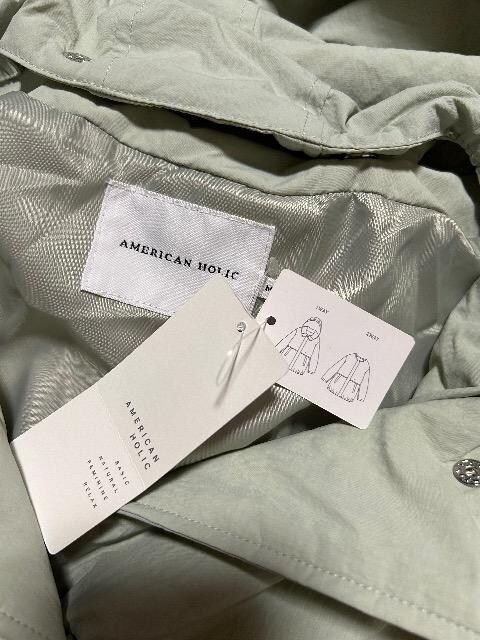 AMERICAN HOLIC
M
1WAY
2WAY
AMERICAN
HOLIC
BASIC
NATURAL
FEMININE
RELAX